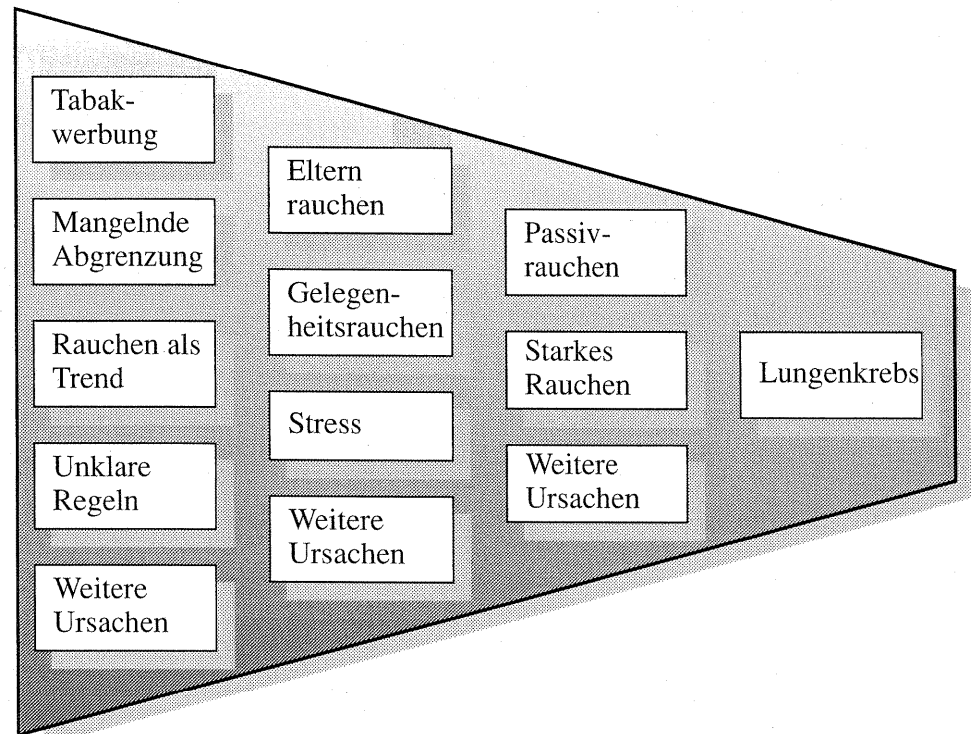 Tabak-
werbung
Mangelnde
Abgrenzung
Rauchen als
Trend
Unklare
Regeln
Weitere
Ursachen
Eltern
rauchen
Gelegen-
heitsrauchen
Stress
Weitere
Ursachen
Passiv-
rauchen
Starkes
Rauchen
Weitere
Ursachen
Lungenkrebs